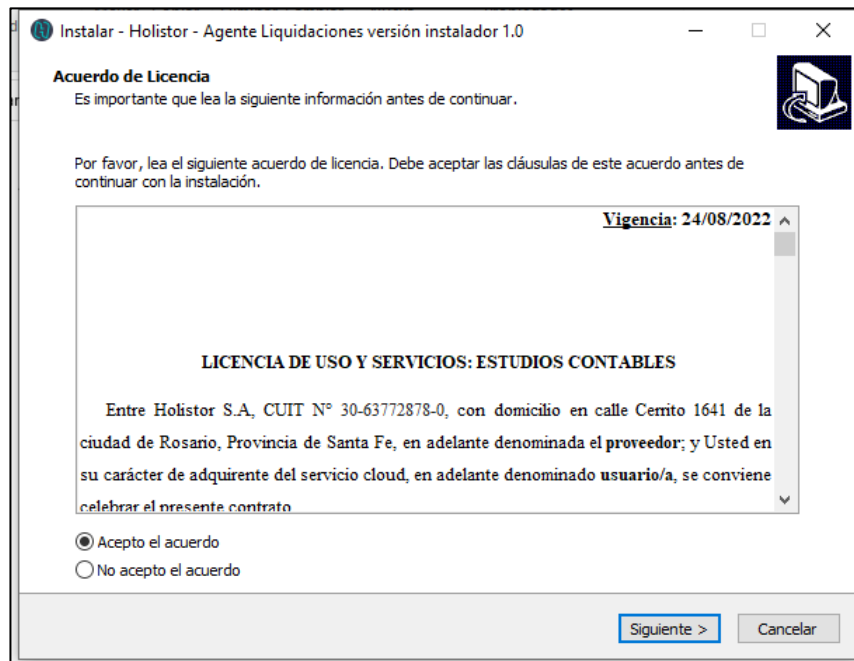 Instalar - Holistor - Agente Liquidaciones versión instalador 1.0
Acuerdo de Licencia
Es importante que lea la siguiente información antes de continuar.
Por favor, lea el siguiente acuerdo de licencia. Debe aceptar las cláusulas de este acuerdo antes de
continuar con la instalación.
Vigencia: 24/08/2022
LICENCIA DE USO Y SERVICIOS: ESTUDIOS CONTABLES
Entre Holistor S.A, CUIT N° 30-63772878-0, con domicilio en calle Cerrito 1641 de la
ciudad de Rosario, Provincia de Santa Fe, en adelante denominada el proveedor; y Usted en
su carácter de adquirente del servicio cloud, en adelante denominado usuario/a, se conviene
celebrar el presente contrato
Acepto el acuerdo
No acepto el acuerdo
Siguiente >
Cancelar